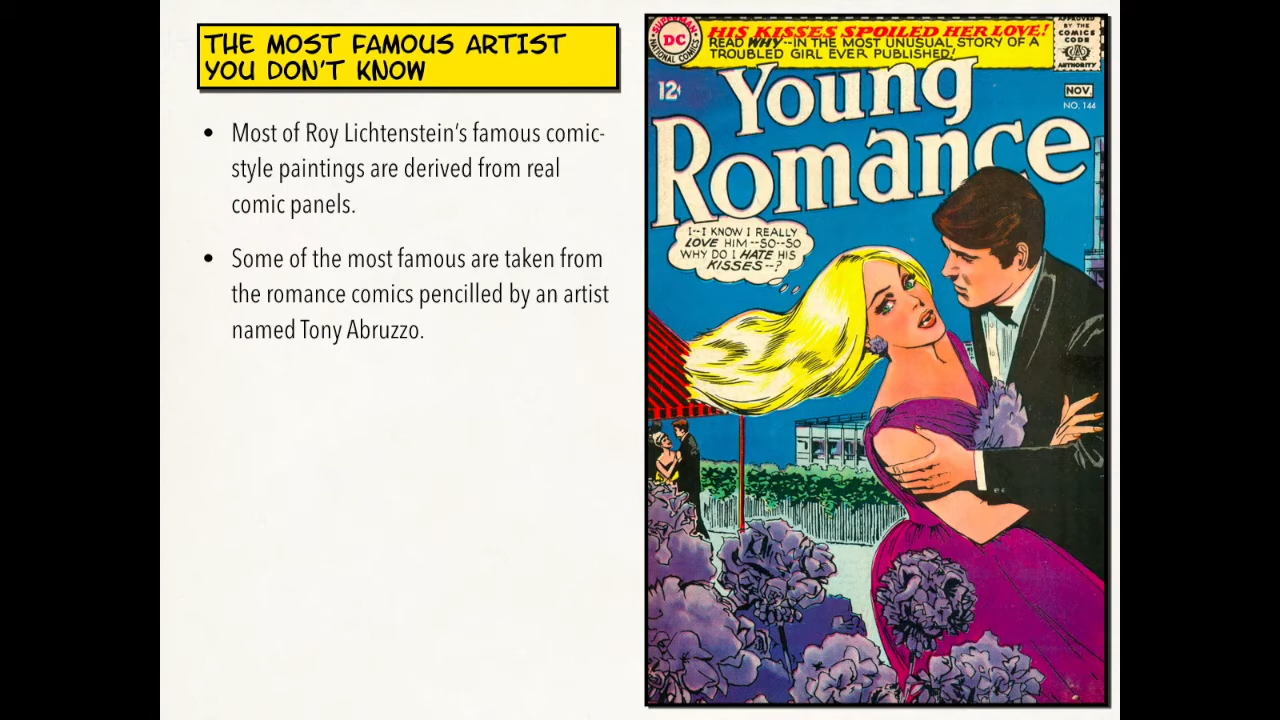 THE MOST FAMOUS ARTIST
YOU DON'T KNOW
• Most of Roy Lichtenstein's famous comic-
style paintings are derived from real
comic panels.
• Some of the most famous are taken from
the romance comics pencilled by an artist
named Tony Abruzzo.
SUPERMAN
DC
NATIONAL COMICS
HIS KISSES SPOILED HER LOVE!
READ WHY--IN THE MOST UNUSUAL STORY OF A
TROUBLED GIRL EVER PUBLISHED!
APPROVED
BY THE
COMICS
CODE
AUTHORITY
12¢
Young
Romance
NOV.
NO. 144
I--I KNOW I REALLY
LOVE HIM--SO--SO
WHY DO I HATE HIS
KISSES--?